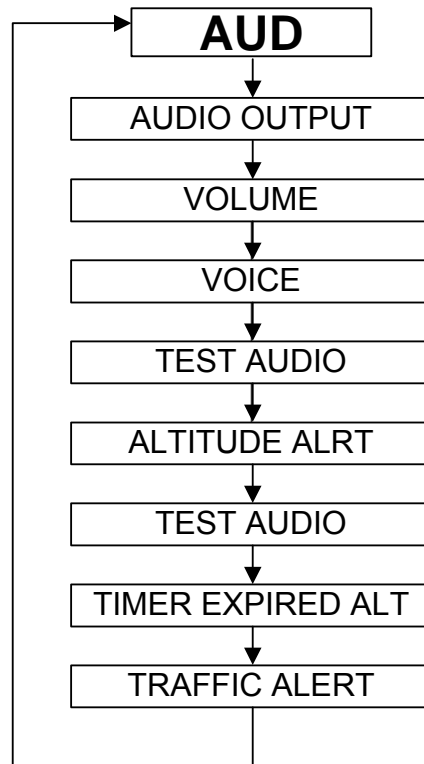 AUD
AUDIO OUTPUT
VOLUME
VOICE
TEST AUDIO
ALTITUDE ALRT
TEST AUDIO
TIMER EXPIRED ALT
TRAFFIC ALERT